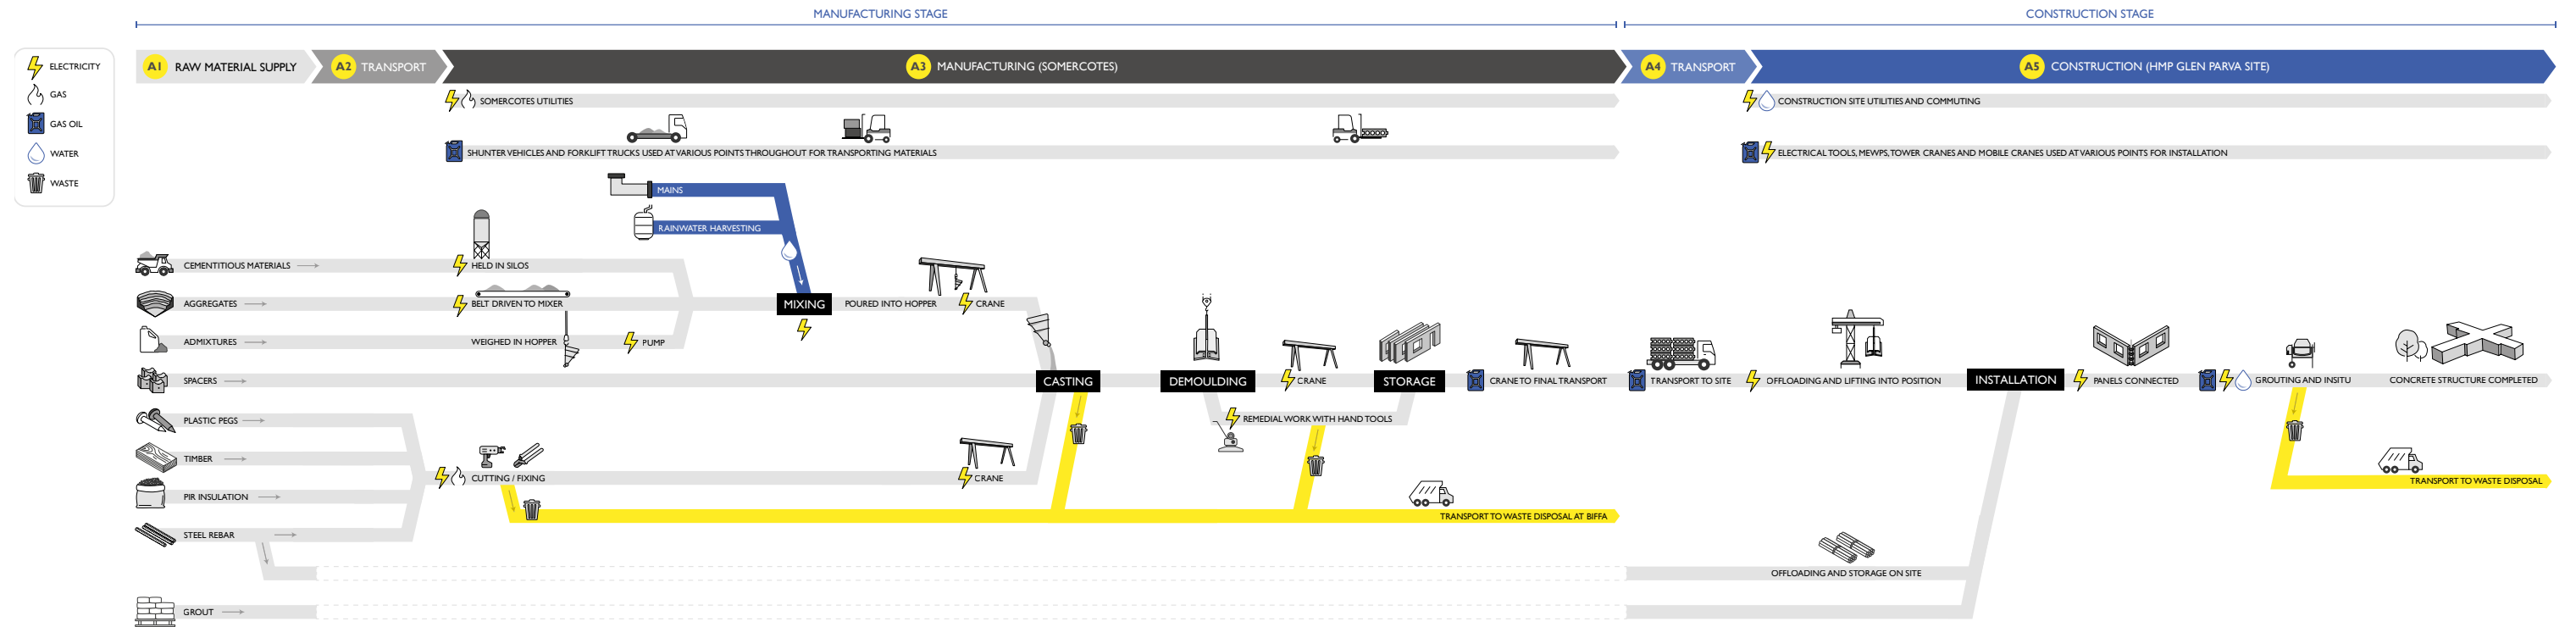 MANUFACTURING STAGE
CONSTRUCTION STAGE
ELECTRICITY
GAS
GAS OIL
WATER
WASTE
A1 RAW MATERIAL SUPPLY
A2 TRANSPORT
A3 MANUFACTURING (SOMERCOTES)
A4 TRANSPORT
A5 CONSTRUCTION (HMP GLEN PARVA SITE)
SOMERCOTES UTILITIES
CONSTRUCTION SITE UTILITIES AND COMMUTING
SHUNTER VEHICLES AND FORKLIFT TRUCKS USED AT VARIOUS POINTS THROUGHOUT FOR TRANSPORTING MATERIALS
ELECTRICAL TOOLS, MEWPS, TOWER CRANES AND MOBILE CRANES USED AT VARIOUS POINTS FOR INSTALLATION
MAINS
RAINWATER HARVESTING
CEMENTITIOUS MATERIALS
HELD IN SILOS
AGGREGATES
BELT DRIVEN TO MIXER
MIXING
POURED INTO HOPPER
CRANE
ADMIXTURES
WEIGHED IN HOPPER
PUMP
SPACERS
CASTING
DEMOULDING
CRANE
STORAGE
CRANE TO FINAL TRANSPORT
TRANSPORT TO SITE
OFFLOADING AND LIFTING INTO POSITION
INSTALLATION
PANELS CONNECTED
GROUTING AND INSITU
CONCRETE STRUCTURE COMPLETED
PLASTIC PEGS
REMEDIAL WORK WITH HAND TOOLS
TIMBER
CUTTING / FIXING
CRANE
TRANSPORT TO WASTE DISPOSAL
PIR INSULATION
TRANSPORT TO WASTE DISPOSAL AT BIFFA
STEEL REBAR
OFFLOADING AND STORAGE ON SITE
GROUT